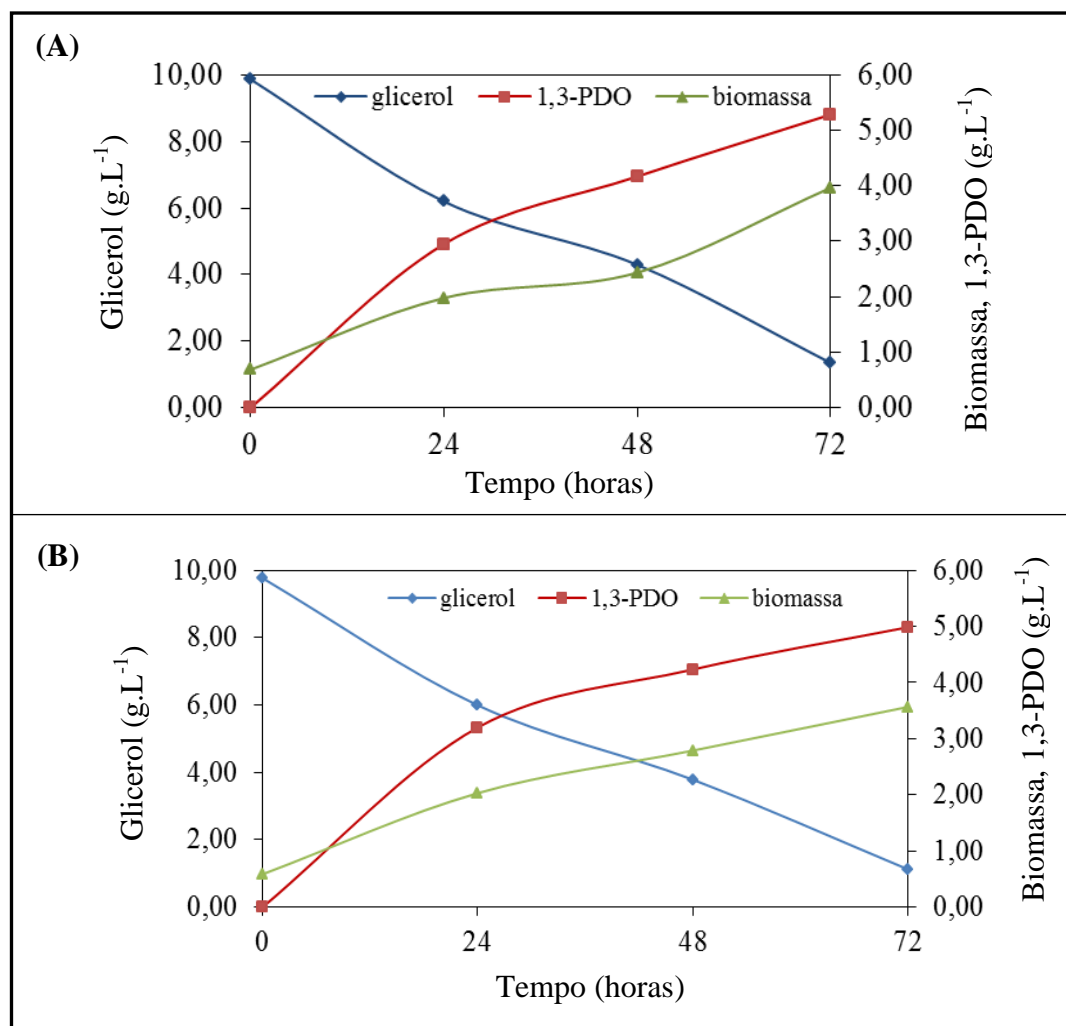 (A)
glicerol 1,3-PDO biomassa
10,00
8,00
6,00
4,00
2,00
0,00
Glicerol (g.L-1)
6,00
5,00
4,00
3,00
2,00
1,00
0,00
Biomassa, 1,3-PDO (g.L-1)
0 24 48 72
Tempo (horas)
(B)
glicerol 1,3-PDO biomassa
10,00
8,00
6,00
4,00
2,00
0,00
Glicerol (g.L-1)
6,00
5,00
4,00
3,00
2,00
1,00
0,00
Biomassa, 1,3-PDO (g.L-1)
0 24 48 72
Tempo (horas)